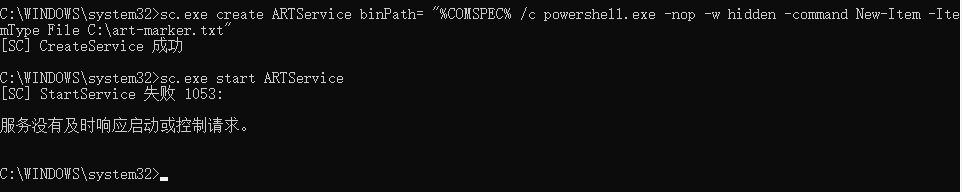 C:\WINDOWS\system32>sc.exe create ARTService binPath= "%COMSPEC% /c powershell.exe -nop -w hidden -command New-Item -Ite
mType File C:\art-marker.txt"
[SC] CreateService 成功
C:\WINDOWS\system32>sc.exe start ARTService
[SC] StartService 失败 1053:
服务没有及时响应启动或控制请求。
C:\WINDOWS\system32>